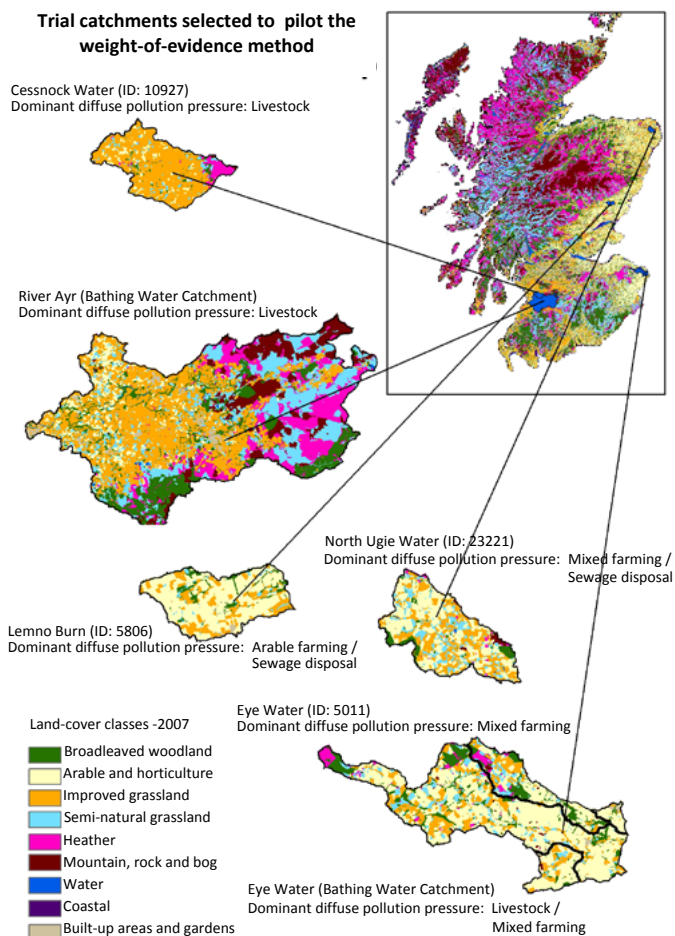 Trial catchments selected to pilot the
weight-of-evidence method
Cessnock Water (ID: 10927)
Dominant diffuse pollution pressure: Livestock
River Ayr (Bathing Water Catchment)
Dominant diffuse pollution pressure: Livestock
North Ugie Water (ID: 23221)
Dominant diffuse pollution pressure: Mixed farming /
Sewage disposal
Lemno Burn (ID: 5806)
Dominant diffuse pollution pressure: Arable farming /
Sewage disposal
Eye Water (ID: 5011)
Dominant diffuse pollution pressure: Mixed farming
Land-cover classes -2007
Broadleaved woodland
Arable and horticulture
Improved grassland
Semi-natural grassland
Heather
Mountain, rock and bog
Water
Coastal
Built-up areas and gardens
Eye Water (Bathing Water Catchment)
Dominant diffuse pollution pressure: Livestock /
Mixed farming